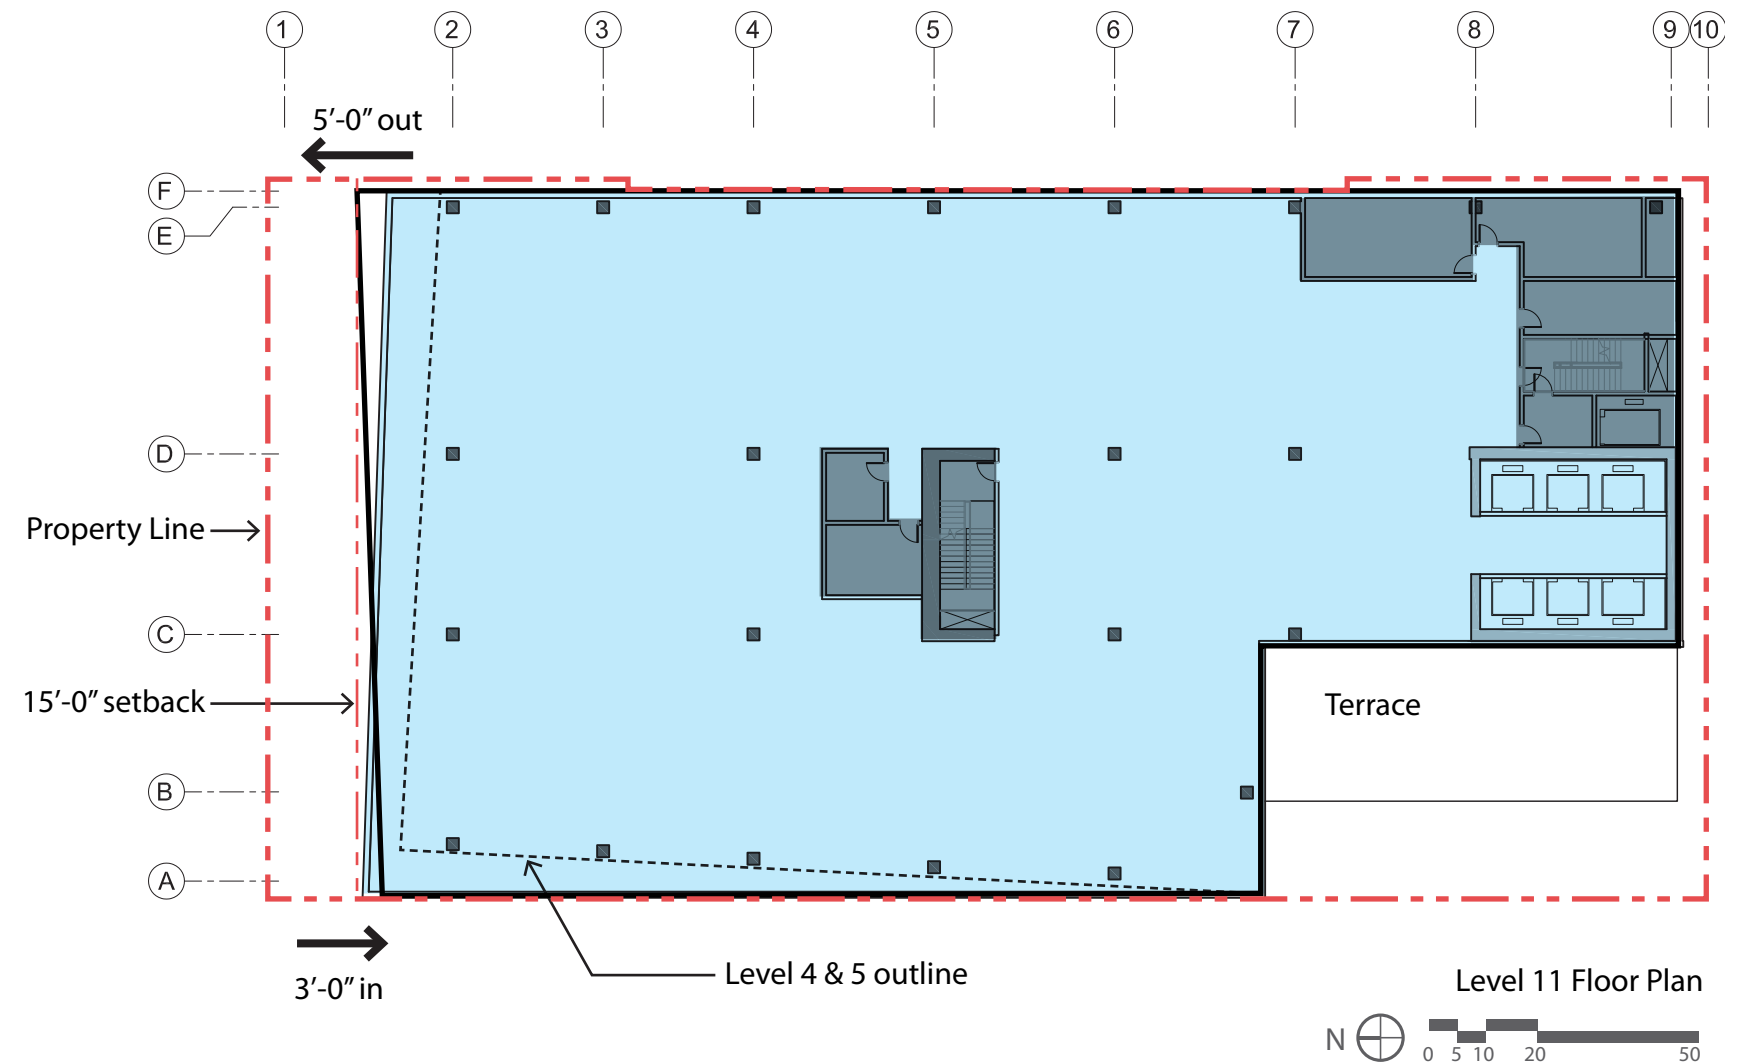 1 2 3 4 5 6 7 8 9 10
5’-0” out
F
E
D
Property Line
C
15’-0” setback
Terrace
B
A
Level 4 & 5 outline
3’-0” in
Level 11 Floor Plan
N
0 5 10 20 50